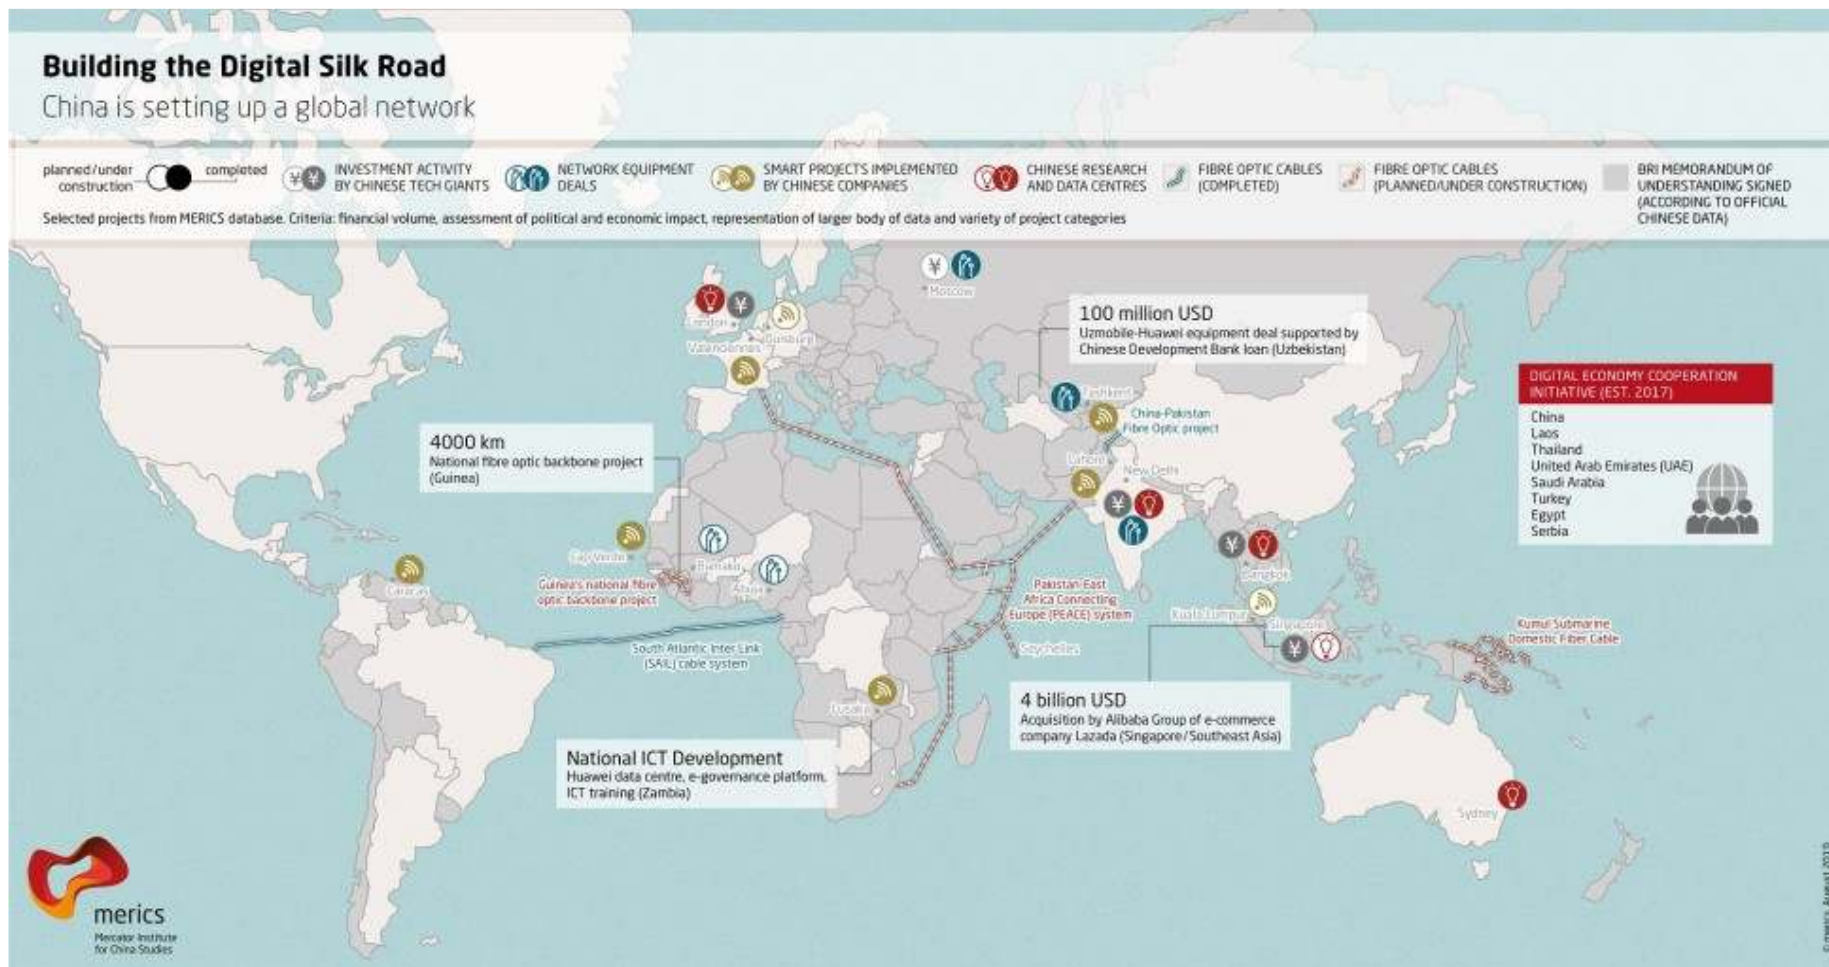 Building the Digital Silk Road
China is setting up a global network
planned/under
construction
completed
INVESTMENT ACTIVITY
BY CHINESE TECH GIANTS
NETWORK EQUIPMENT
DEALS
SMART PROJECTS IMPLEMENTED
BY CHINESE COMPANIES
CHINESE RESEARCH
AND DATA CENTRES
FIBRE OPTIC CABLES
(COMPLETED)
FIBRE OPTIC CABLES
(PLANNED/UNDER CONSTRUCTION)
BRI MEMORANDUM OF
UNDERSTANDING SIGNED
(ACCORDING TO OFFICIAL
CHINESE DATA)
Selected projects from MERICS database. Criteria: financial volume, assessment of political and economic impact, representation of larger body of data and variety of project categories
Moscow
London
Duisburg
Valenciennes
100 million USD
Uzmobile-Huawei equipment deal supported by
Chinese Development Bank loan (Uzbekistan)
DIGITAL ECONOMY COOPERATION
INITIATIVE (EST. 2017)
China
Laos
Thailand
United Arab Emirates (UAE)
Saudi Arabia
Turkey
Egypt
Serbia
Tashkent
China-Pakistan
Fibre Optic project
Lahore
New Delhi
4000 km
National fibre optic backbone project
(Guinea)
Cap Verde
Bamako
Abuja
Guinea's national fibre
optic backbone project
Caracas
Bangkok
Pakistan East
Africa Connecting
Europe (PEACE) system
Kuala Lumpur
Singapore
Kumul Submarine
Domestic Fiber Cable
South Atlantic Inter Link
(SAIL) cable system
Seychelles
Lusaka
4 billion USD
Acquisition by Alibaba Group of e-commerce
company Lazada (Singapore/Southeast Asia)
National ICT Development
Huawei data centre, e-governance platform,
ICT training (Zambia)
Sydney
merics
Mercator Institute
for China Studies
© merics, August 2019